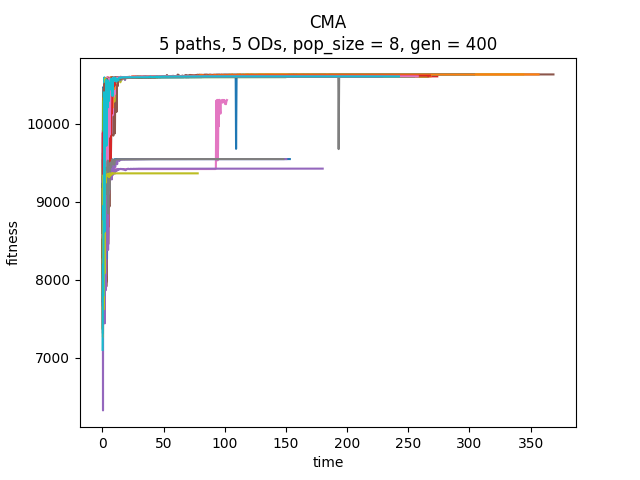 CMA
5 paths, 5 ODs, pop_size = 8, gen = 400
10000
9000
8000
7000
fitness
0 50 100 150 200 250 300 350
time